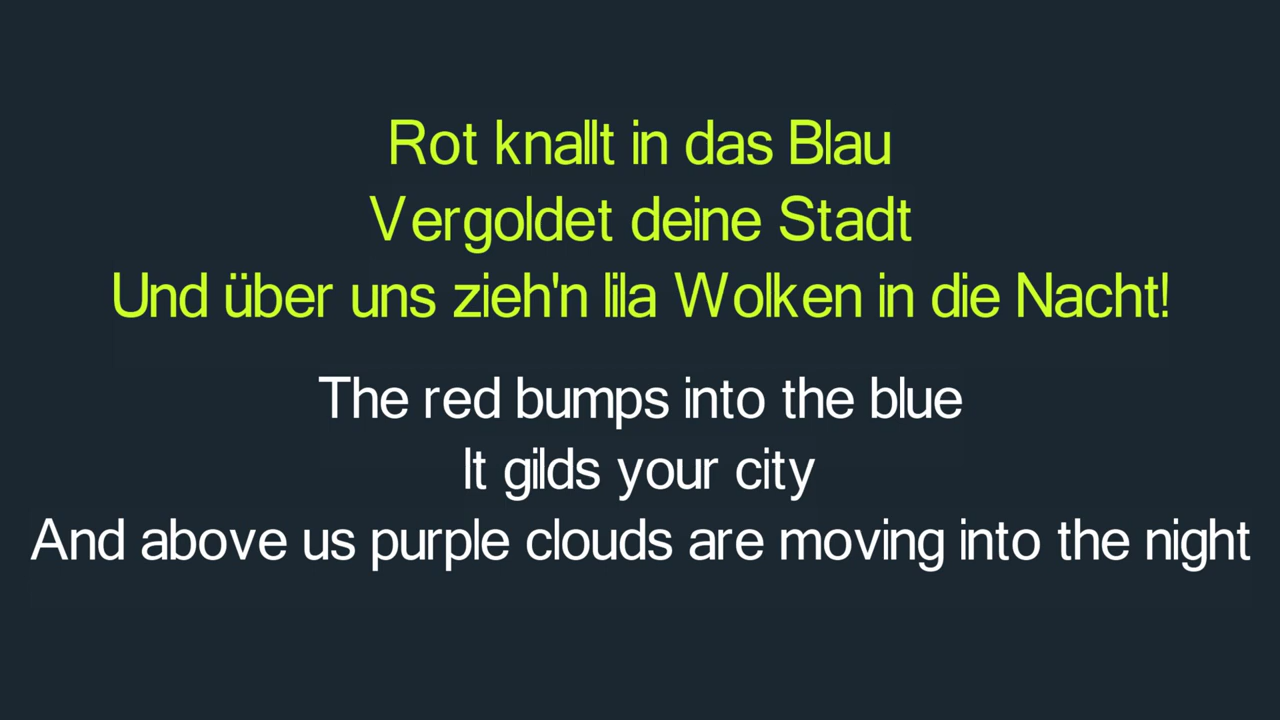 Rot knallt in das Blau
Vergoldet deine Stadt
Und über uns zieh'n lila Wolken in die Nacht!
The red bumps into the blue
It gilds your city
And above us purple clouds are moving into the night